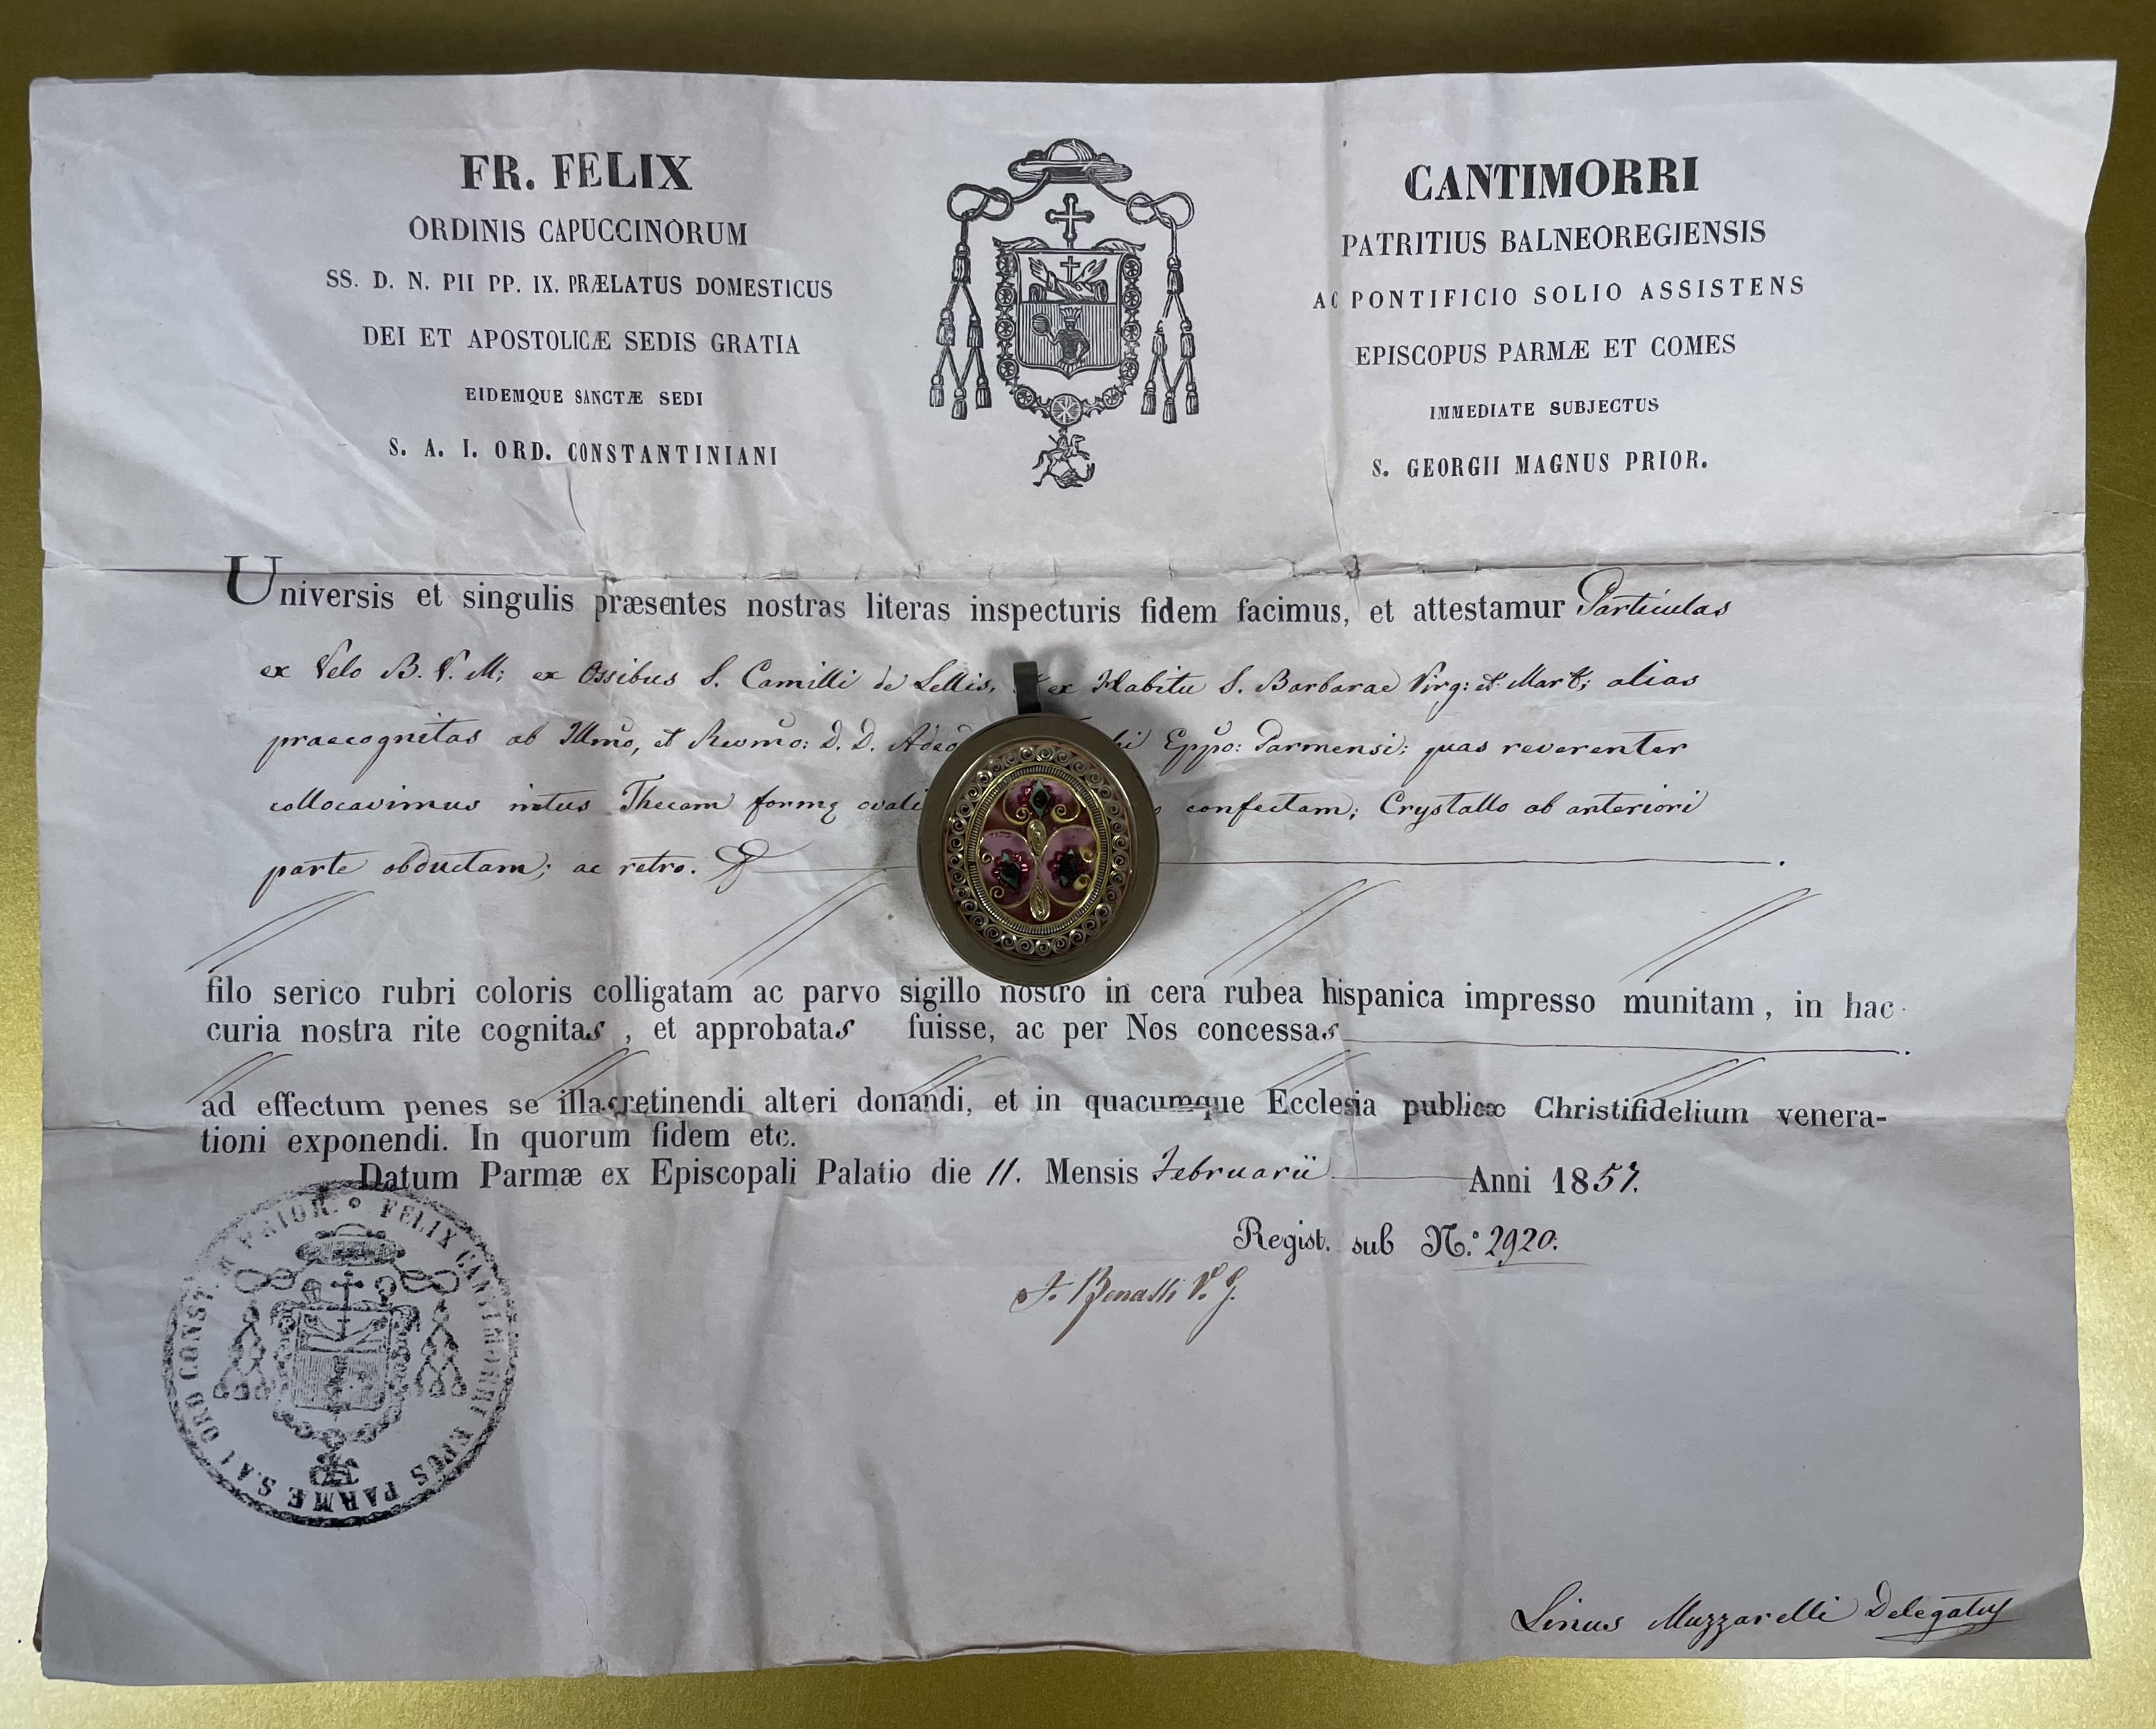 FR. FELIX CANTIMORRI
ORDINIS CAPUCCINORUM PATRITIUS BALNEOREGIENSIS
SS. D. N. PII PP. IX. PRÆLATUS DOMESTICUS AC PONTIFICIO SOLIO ASSISTENS
DEI ET APOSTOLICÆ SEDIS GRATIA EPISCOPUS PARMÆ ET COMES
EIDEMQUE SANCTÆ SEDI IMMEDIATE SUBJECTUS
S. A. I. ORD. CONSTANTINIANI S. GEORGII MAGNUS PRIOR.
Universis et singulis præsentes nostras literas inspecturis fidem facimus, et attestamur Particulas
ex Velo B. V. M; ex Ossibus S. Camilli de Lellis, ex Habitu S. Barbarae Virg: et Mart; alias
praecognitas ab Illmo, et Revmo: D. D. Eppo: Parmensi; quas reverenter
collocavimus intus Thecam formę ovali confectam; Crystallo ab anteriori
parte obductam; ac retro.
filo serico rubri coloris colligatam ac parvo sigillo nostro in cera rubea hispanica impresso munitam, in hac
curia nostra rite cognitas, et approbatas fuisse, ac per Nos concessas
ad effectum penes se illas retinendi alteri donandi, et in quacumque Ecclesia publicæ Christifidelium venera-
tioni exponendi. In quorum fidem etc.
Datum Parmæ ex Episcopali Palatio die 11. Mensis Februarii Anni 1857.
Regist. sub N.º 2920.
F. Benassi V. G.
FELIX CANTIMORRI EPUS PARMÆ S. A. I. ORD CONST. M PRIOR.
Linus Muzzarelli Delegatus